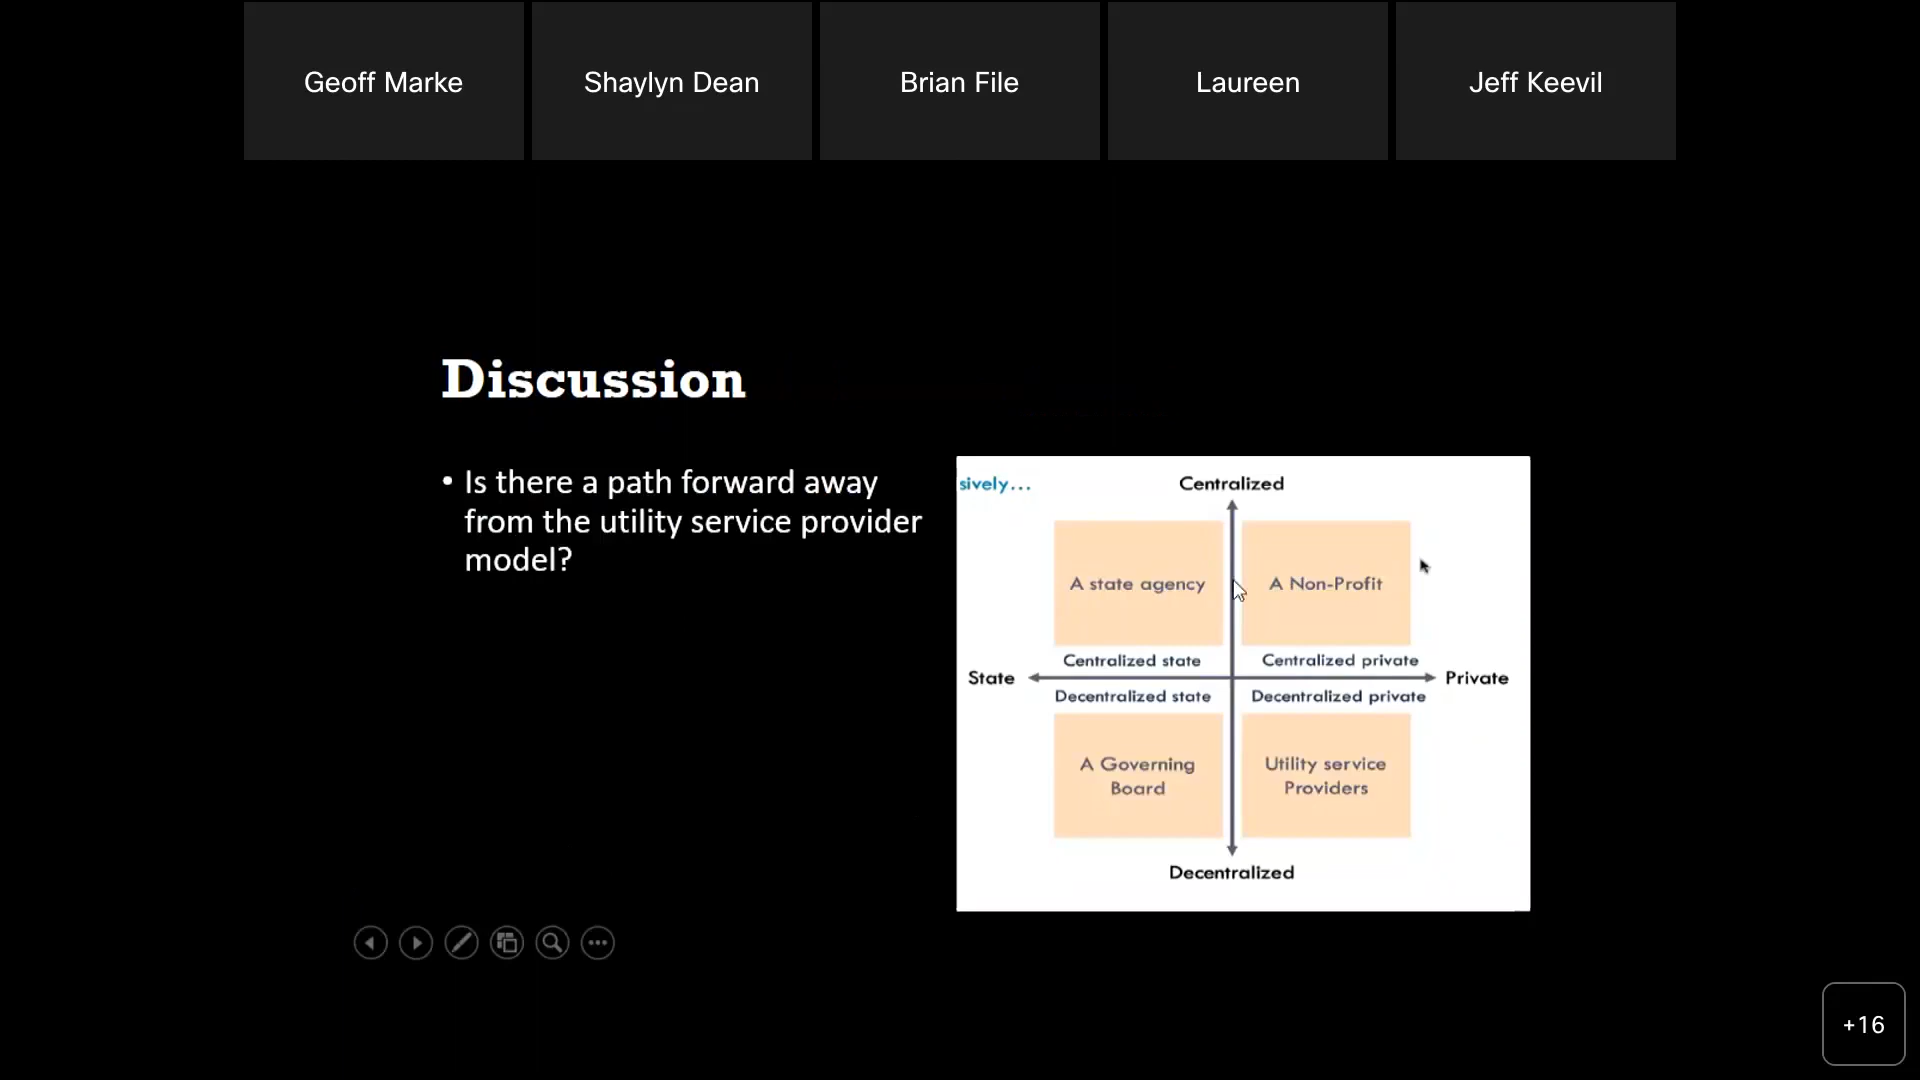 Geoff Marke
Shaylyn Dean
Brian File
Laureen
Jeff Keevil
Discussion
• Is there a path forward away
from the utility service provider
model?
sively...
Centralized
A state agency
A Non-Profit
Centralized state
Centralized private
State
Private
Decentralized state
Decentralized private
A Governing
Board
Utility service
Providers
Decentralized
+16